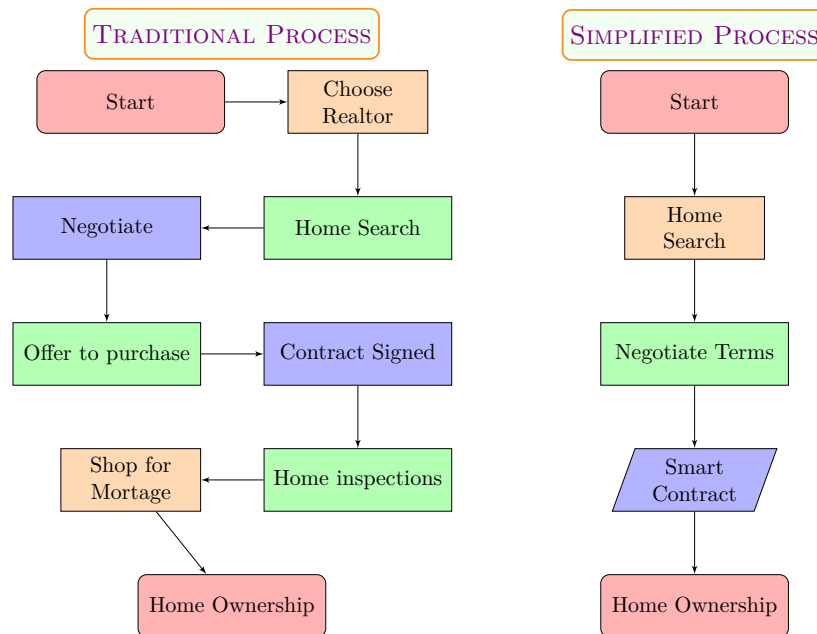 TRADITIONAL PROCESS
Start
Choose
Realtor
Negotiate
Home Search
Offer to purchase
Contract Signed
Shop for
Mortage
Home inspections
Home Ownership
SIMPLIFIED PROCESS
Start
Home
Search
Negotiate Terms
Smart
Contract
Home Ownership